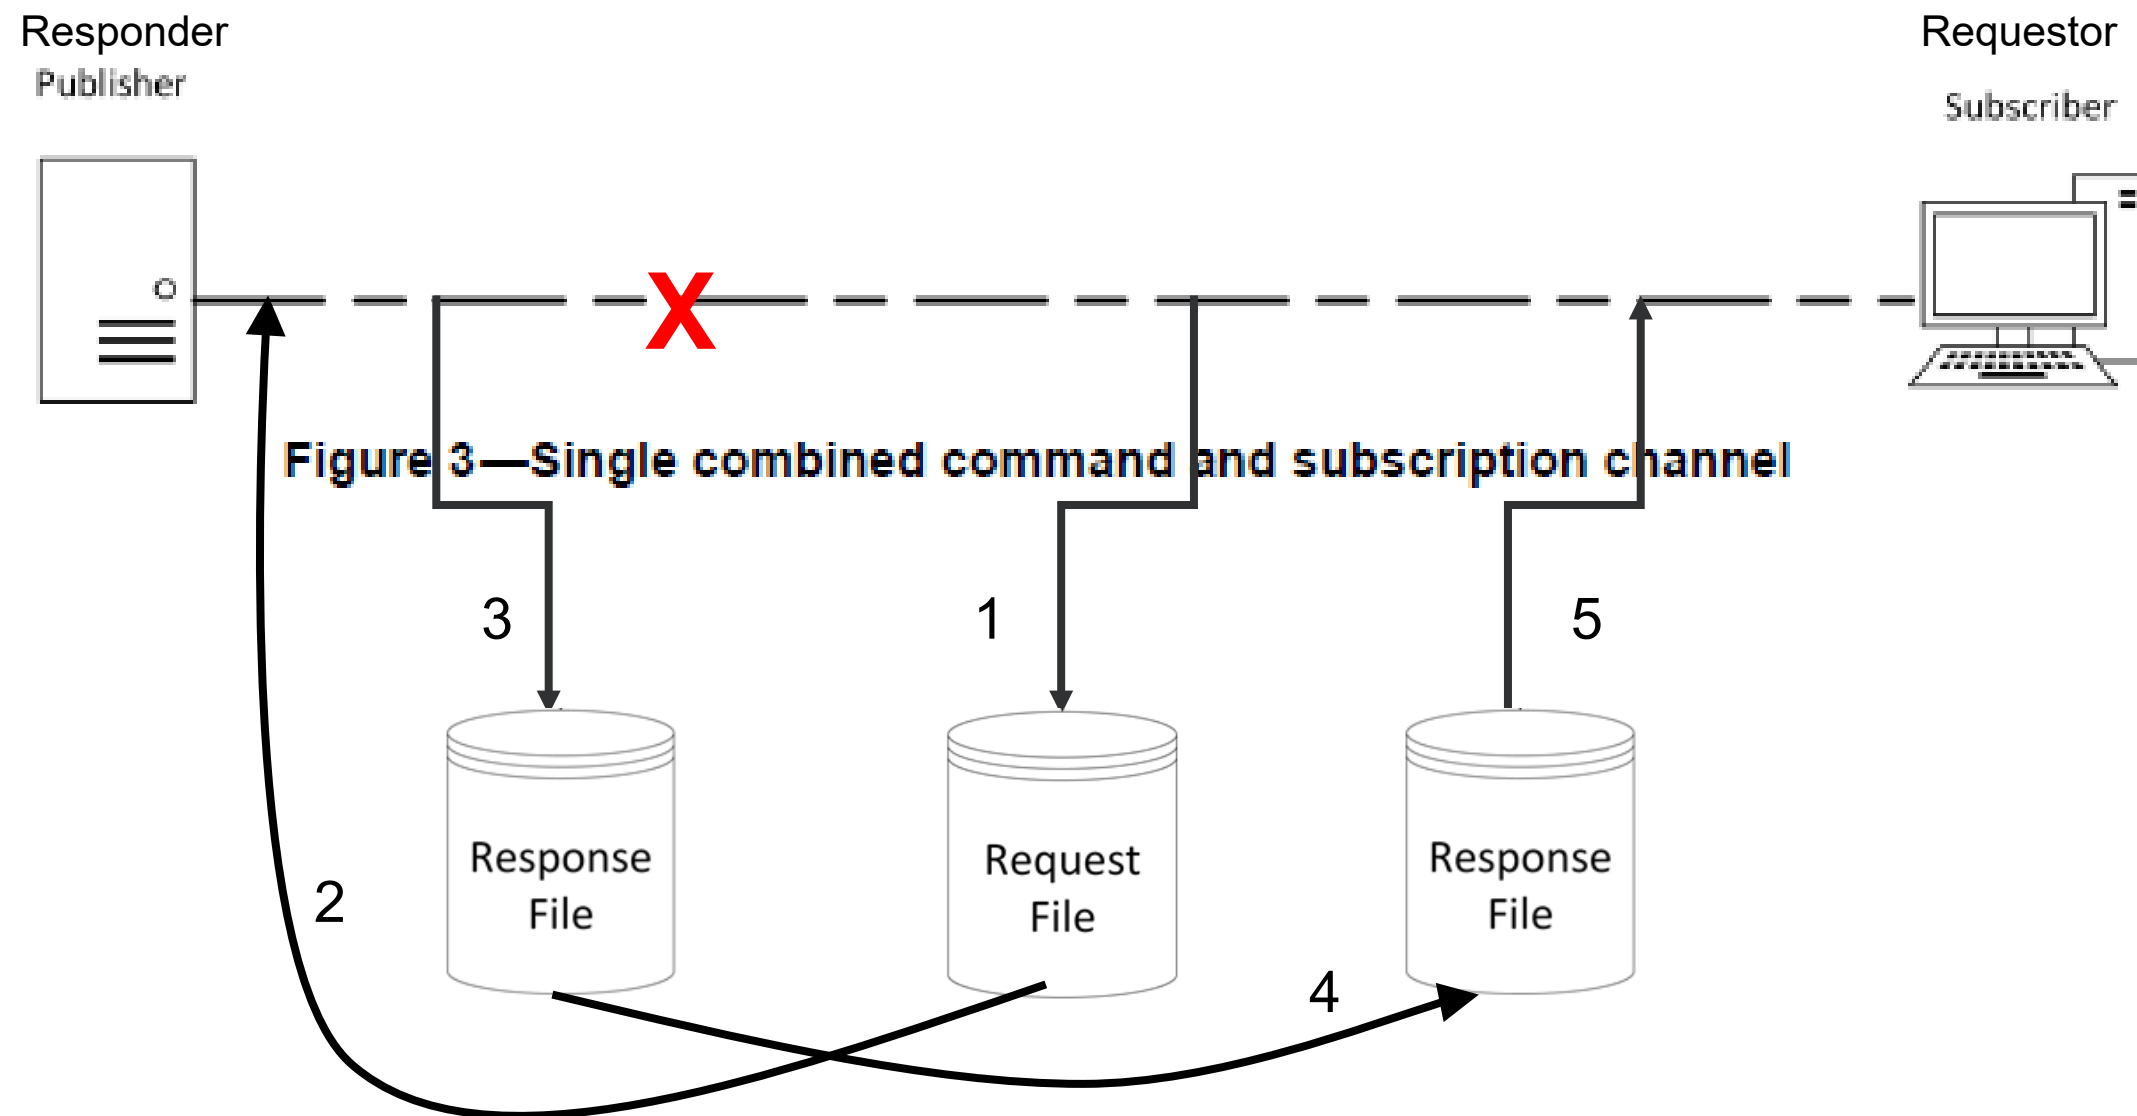 Responder
Requestor
Publisher
Subscriber
X
Figure 3—Single combined command and subscription channel
3
1
5
Response
File
Request
File
Response
File
2
4